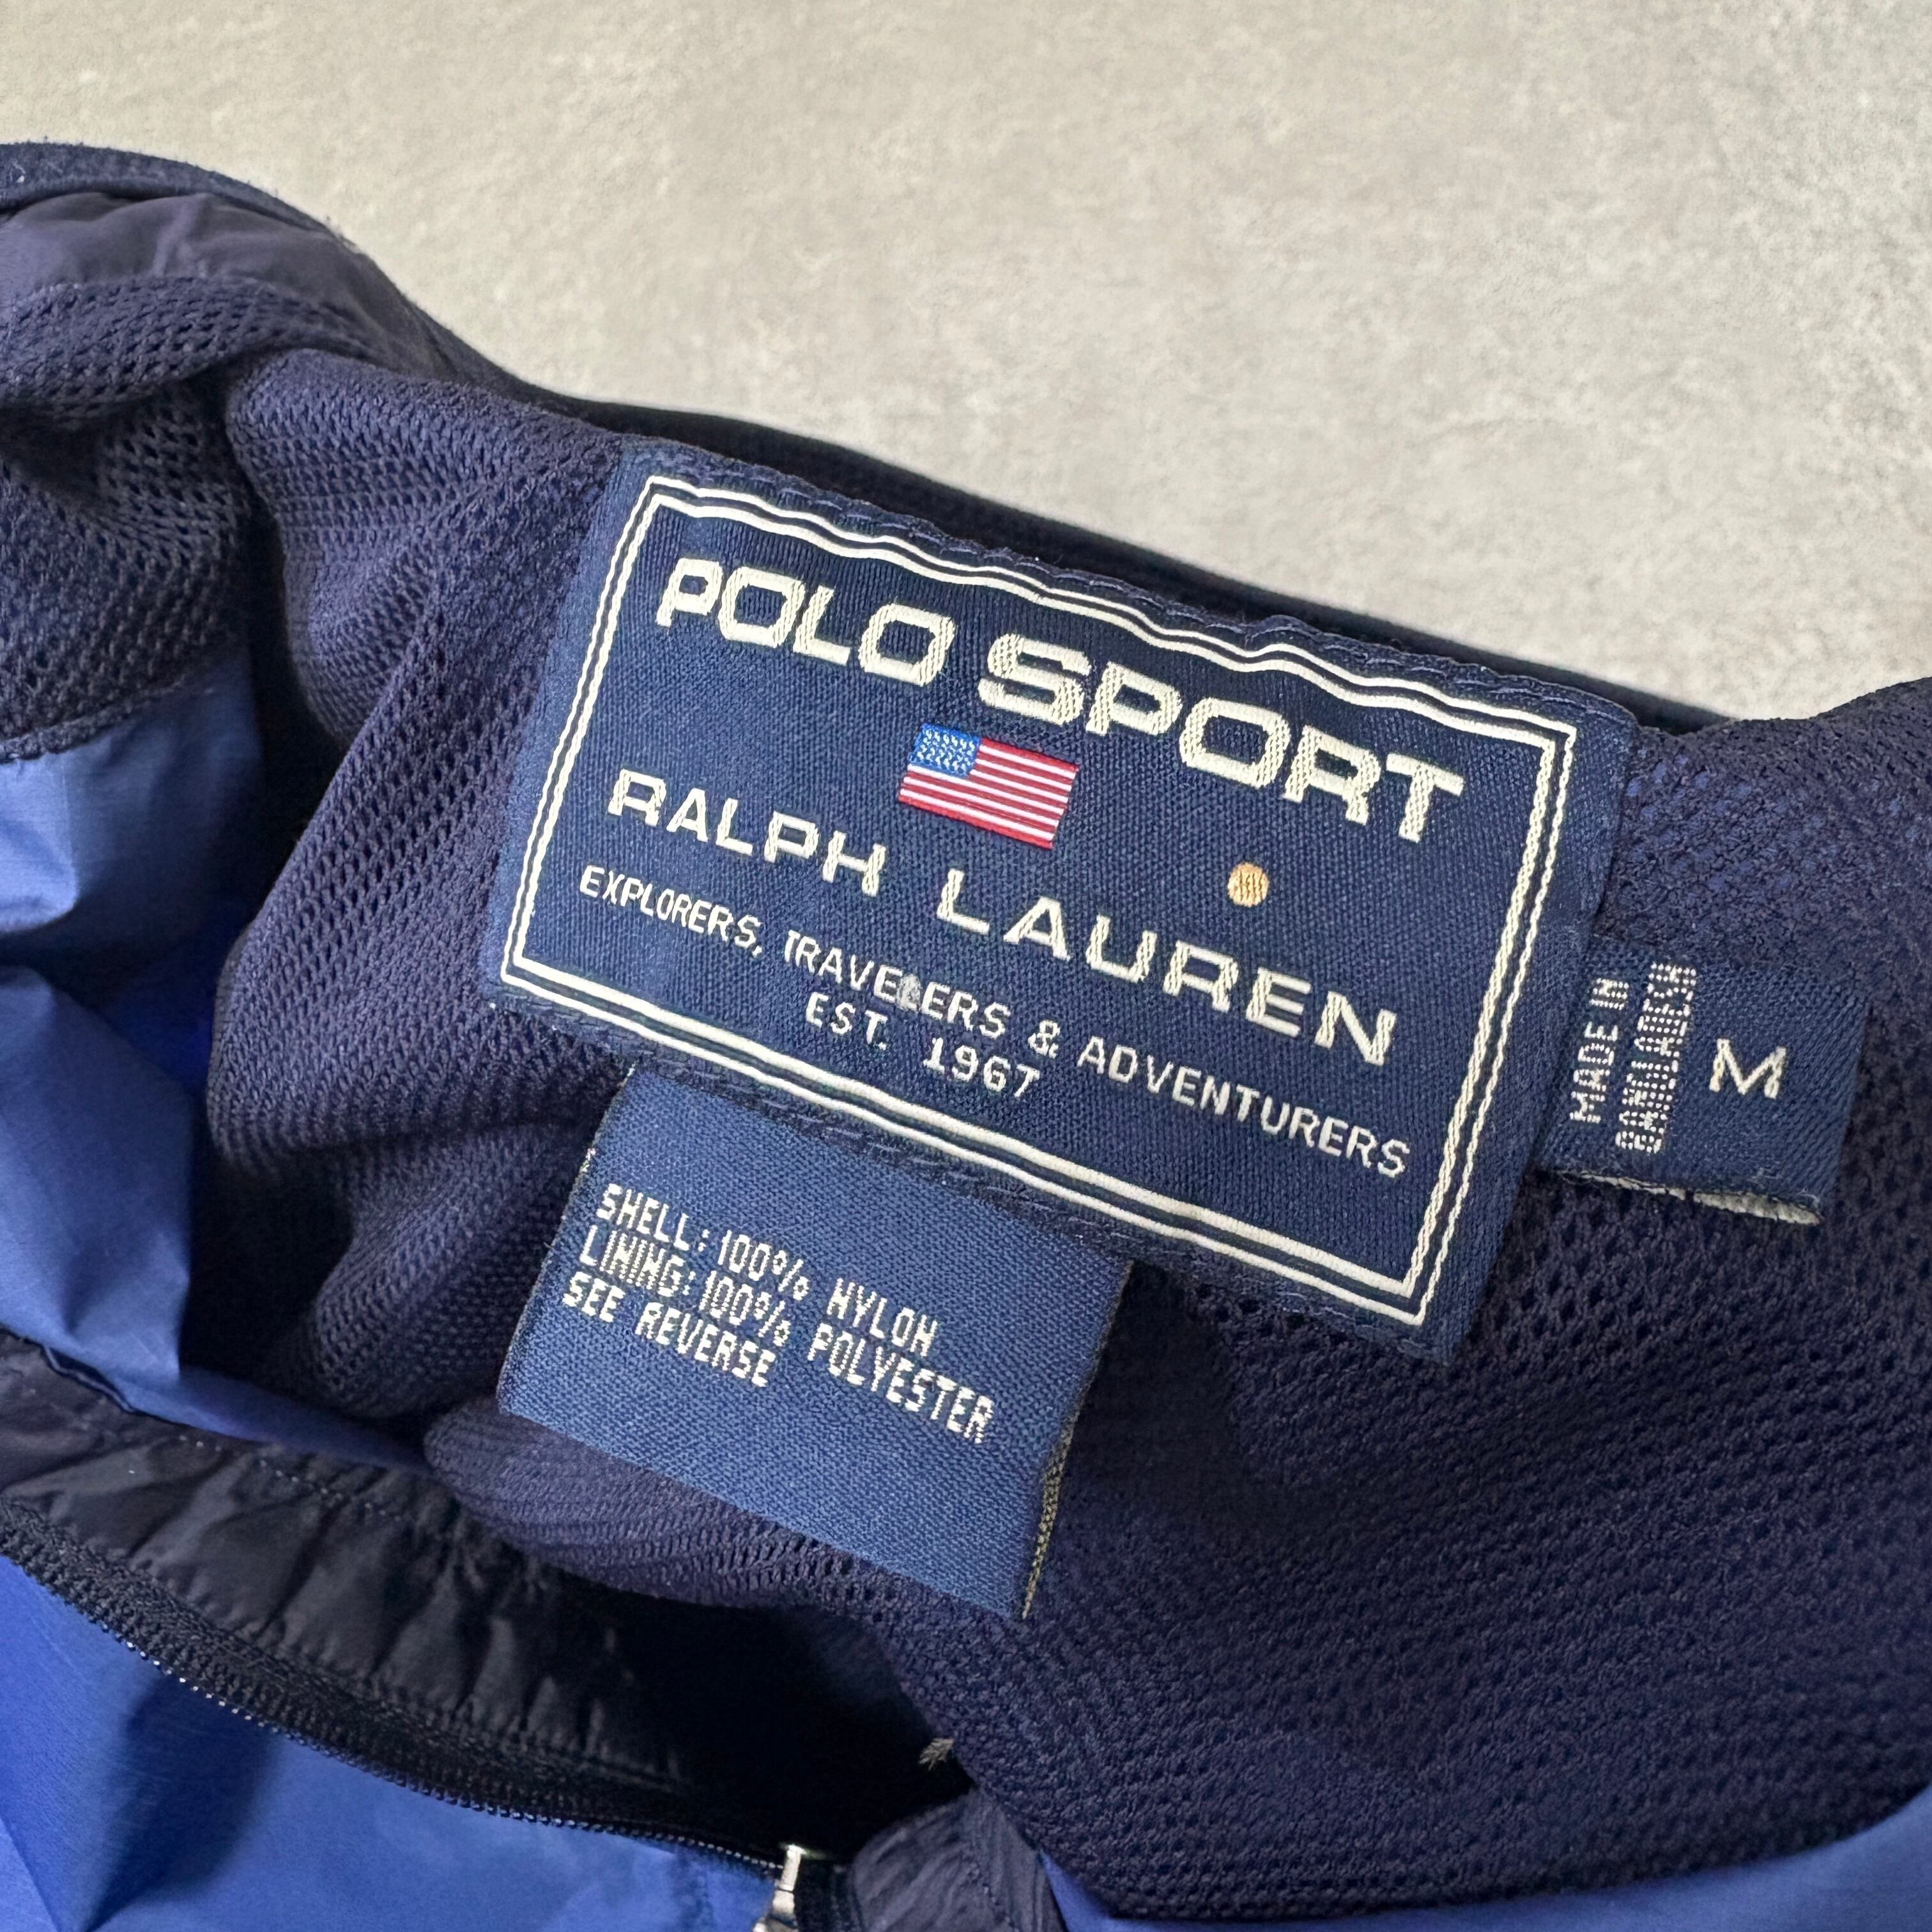 POLO SPORT
RALPH LAUREN
EXPLORERS, TRAVELERS & ADVENTURERS
EST. 1967
MADE IN
BANGLADESH
M
SHELL: 100% NYLON
LINING: 100% POLYESTER
SEE REVERSE